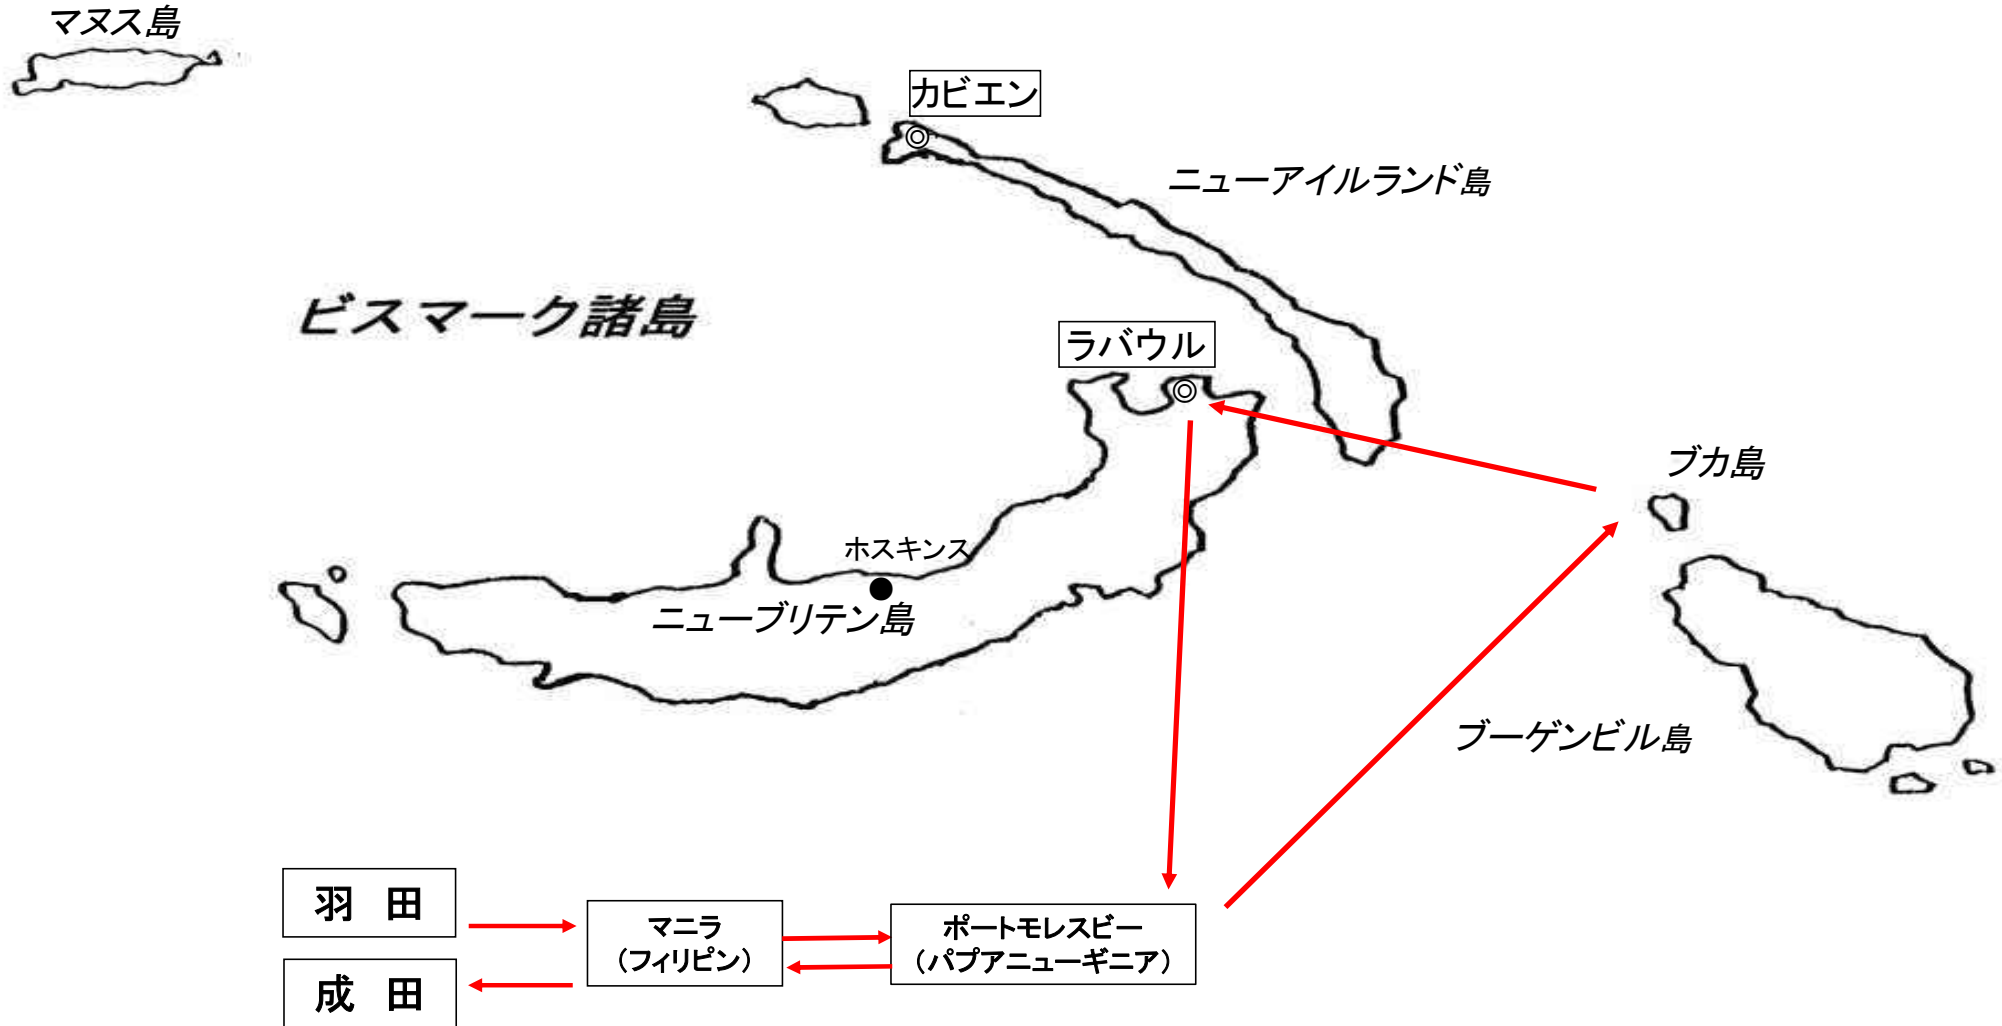 マヌス島
カビエン
ニューアイルランド島
ビスマーク諸島
ラバウル
ブカ島
ホスキンス
ニューブリテン島
ブーゲンビル島
羽 田
マニラ
（フィリピン）
ポートモレスビー
（パプアニューギニア）
成 田